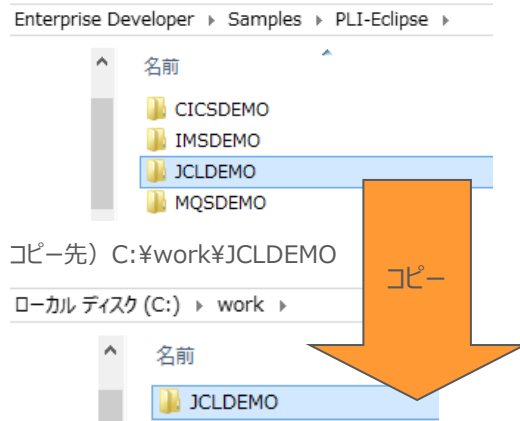 Enterprise Developer ▸ Samples ▸ PLI-Eclipse ▸
名前
CICSDEMO
IMSDEMO
JCLDEMO
MQSDEMO
コピー先）C:¥work¥JCLDEMO
コピー
ローカル ディスク (C:) ▸ work ▸
名前
JCLDEMO